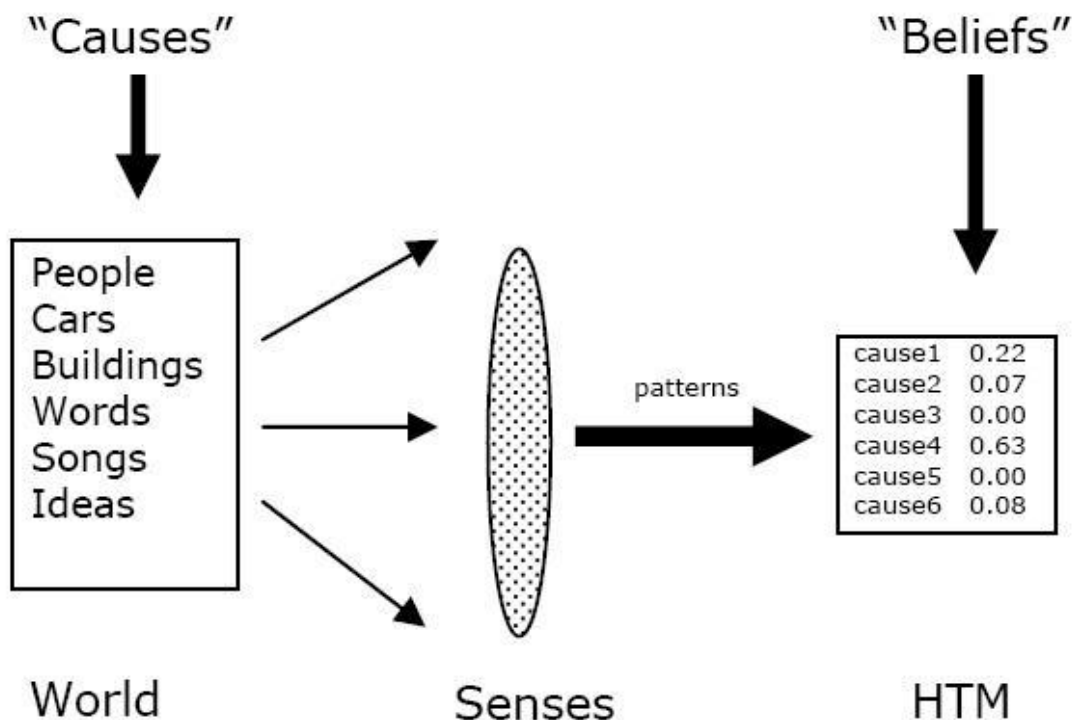 “Causes”
“Beliefs”
People
Cars
Buildings
Words
Songs
Ideas
patterns
cause1 0.22
cause2 0.07
cause3 0.00
cause4 0.63
cause5 0.00
cause6 0.08
World
Senses
HTM